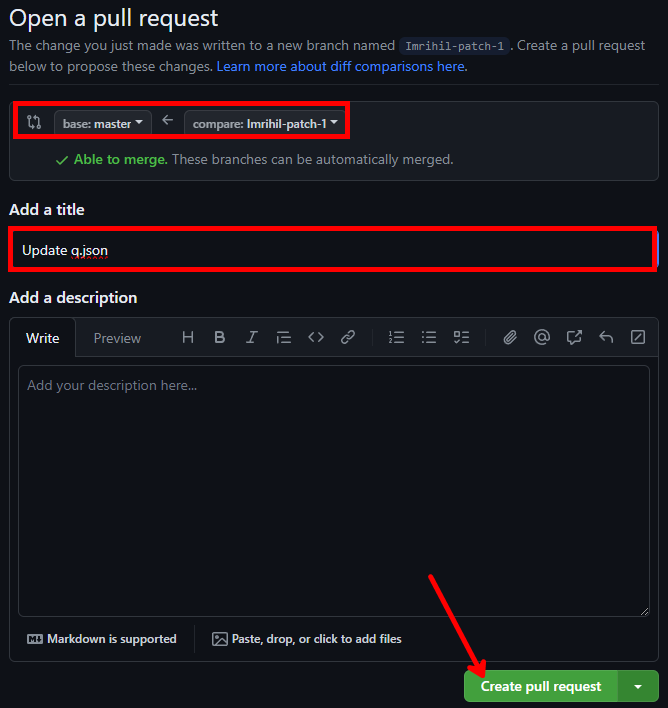 Open a pull request
The change you just made was written to a new branch named Imrihil-patch-1. Create a pull request
below to propose these changes. Learn more about diff comparisons here.
base: master
compare: Imrihil-patch-1
Able to merge. These branches can be automatically merged.
Add a title
Update q.json
Add a description
Write Preview H B I
Add your description here...
Markdown is supported Paste, drop, or click to add files
Create pull request